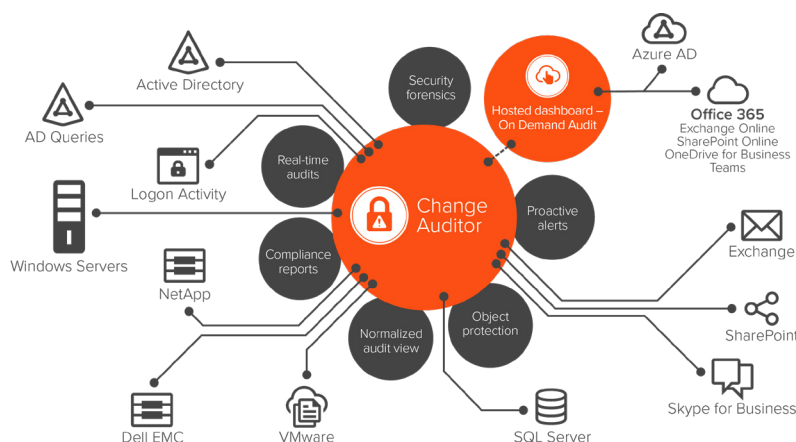 Active Directory
AD Queries
Logon Activity
Windows Servers
NetApp
Dell EMC
VMware
SQL Server
Security
forensics
Real-time
audits
Compliance
reports
Normalized
audit view
Object
protection
Proactive
alerts
Change
Auditor
Hosted dashboard –
On Demand Audit
Azure AD
Office 365
Exchange Online
SharePoint Online
OneDrive for Business
Teams
Exchange
SharePoint
Skype for Business